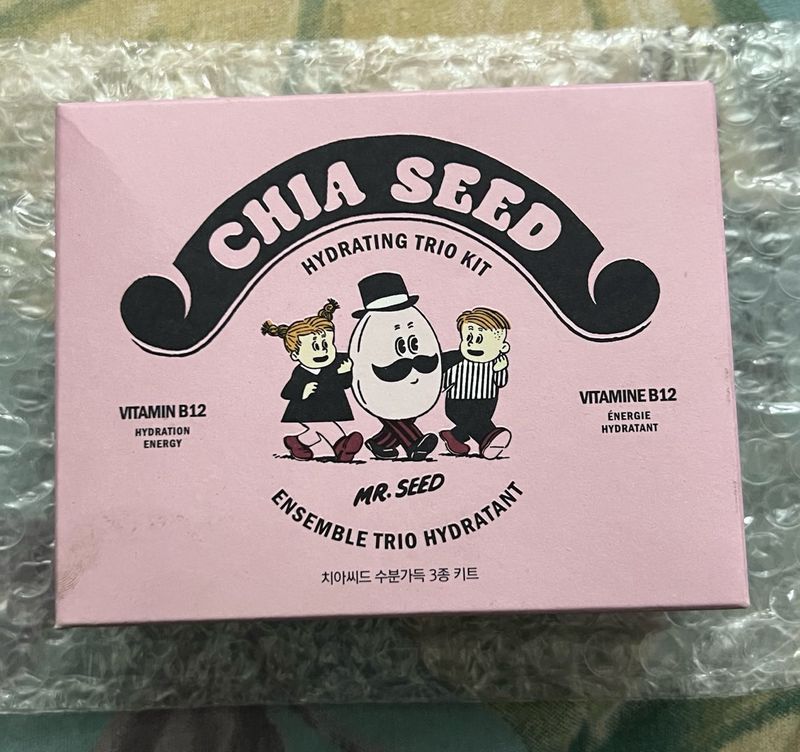 CHIA SEED
HYDRATING TRIO KIT
VITAMIN B12
HYDRATION
ENERGY
VITAMINE B12
ÉNERGIE
HYDRATANT
MR. SEED
ENSEMBLE TRIO HYDRATANT
치아씨드 수분가득 3종 키트